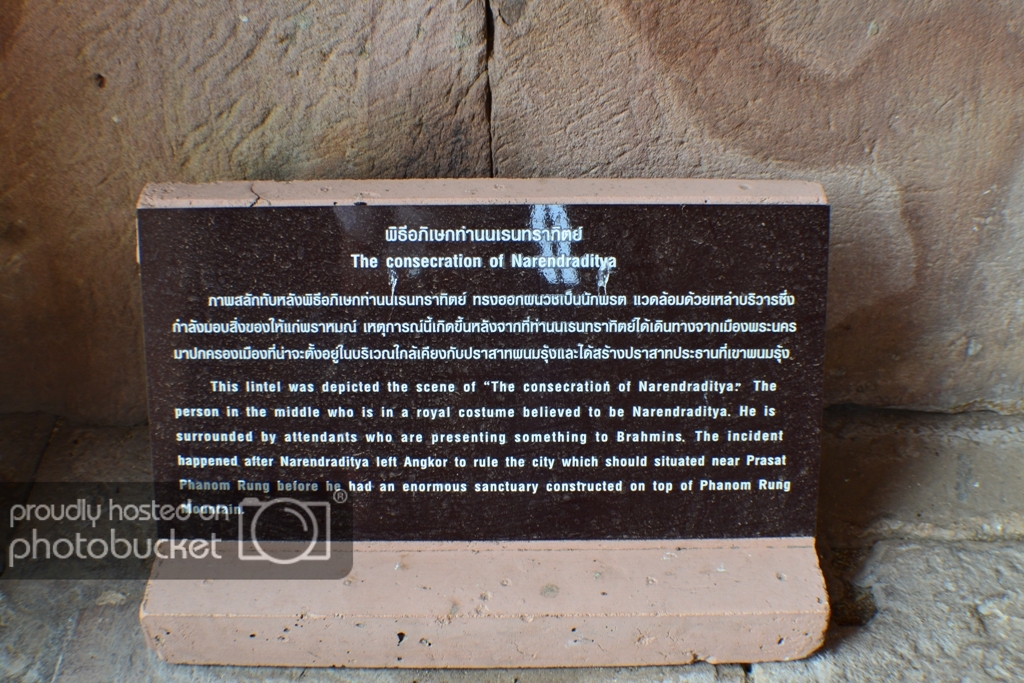 พิธีอภิเษกท่านนเรนทราทิตย์
The consecration of Narendraditya
ภาพสลักทับหลังพิธีอภิเษกท่านนเรนทราทิตย์ ทรงออกผนวชเป็นนักพรต แวดล้อมด้วยเหล่าบริวารซึ่ง
กำลังมอบสิ่งของให้แก่พราหมณ์ เหตุการณ์นี้เกิดขึ้นหลังจากที่ท่านนเรนทราทิตย์ได้เดินทางจากเมืองพระนคร
มาปกครองเมืองที่น่าจะตั้งอยู่ในบริเวณใกล้เคียงกับปราสาทพนมรุ้งและได้สร้างปราสาทประธานที่เขาพนมรุ้ง
This lintel was depicted the scene of "The consecration of Narendraditya." The
person in the middle who is in a royal costume believed to be Narendraditya. He is
surrounded by attendants who are presenting something to Brahmins. The incident
happened after Narendraditya left Angkor to rule the city which should situated near Prasat
Phanom Rung before he had an enormous sanctuary constructed on top of Phanom Rung
Mountain.
proudly hosted on
photobucket ®